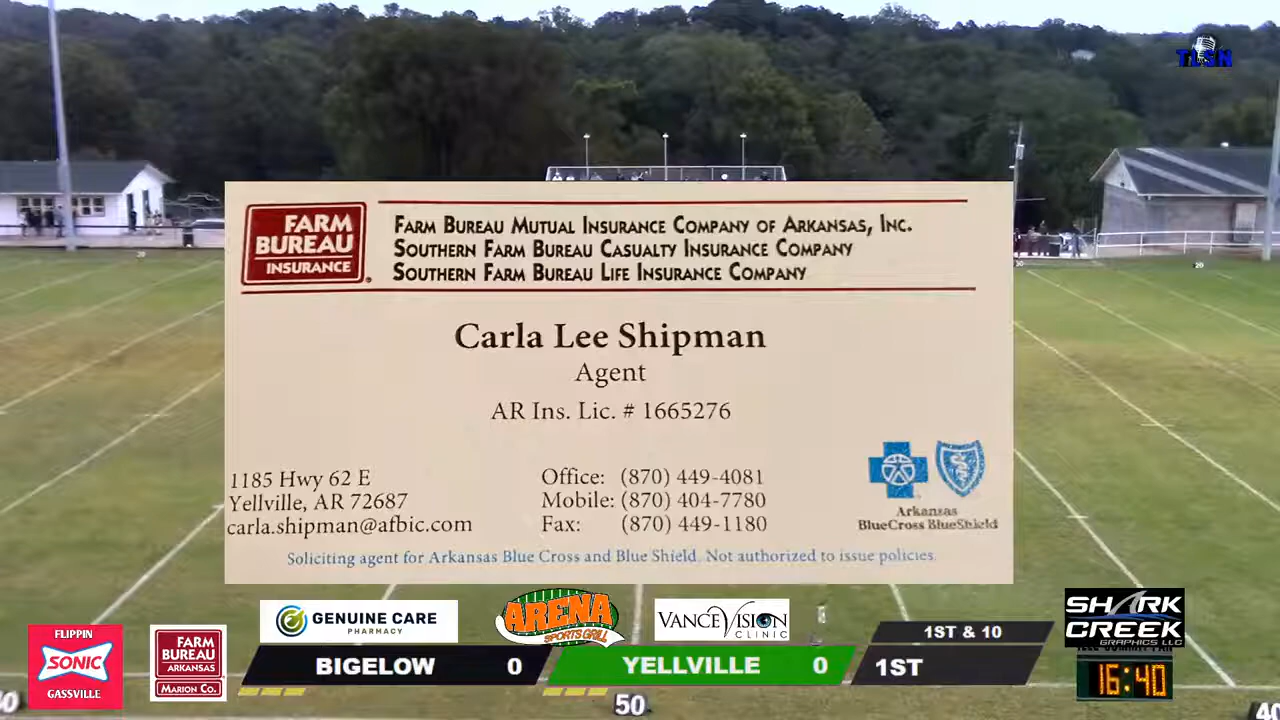 TLSN
FARM
BUREAU
INSURANCE
FARM BUREAU MUTUAL INSURANCE COMPANY OF ARKANSAS, INC.
SOUTHERN FARM BUREAU CASUALTY INSURANCE COMPANY
SOUTHERN FARM BUREAU LIFE INSURANCE COMPANY
Carla Lee Shipman
Agent
AR Ins. Lic. # 1665276
1185 Hwy 62 E
Yellville, AR 72687
carla.shipman@afbic.com
Office: (870) 449-4081
Mobile: (870) 404-7780
Fax: (870) 449-1180
Arkansas
BlueCross BlueShield
Soliciting agent for Arkansas Blue Cross and Blue Shield. Not authorized to issue policies.
FLIPPIN
SONIC
GASSVILLE
FARM
BUREAU
ARKANSAS
MARION CO.
GENUINE CARE
PHARMACY
ARENA
SPORTS GRILL
VANCE VISION
CLINIC
SHARK
CREEK
GRAPHICS LLC
BIGELOW 0
YELLVILLE 0
1ST & 10
1ST
16:40
50
40